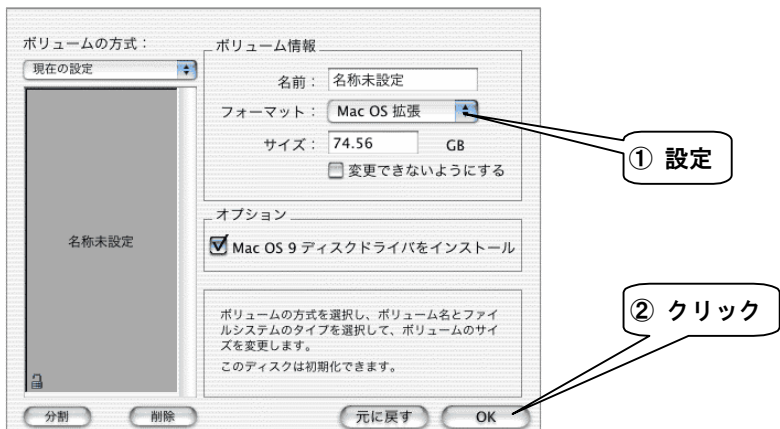 ボリュームの方式：
現在の設定
名称未設定
分割
削除
ボリューム情報
名前： 名称未設定
フォーマット： Mac OS 拡張
サイズ： 74.56 GB
変更できないようにする
オプション
Mac OS 9 ディスクドライバをインストール
ボリュームの方式を選択し、ボリューム名とファイ
ルシステムのタイプを選択して、ボリュームのサイ
ズを変更します。
このディスクは初期化できます。
元に戻す
OK
① 設定
② クリック